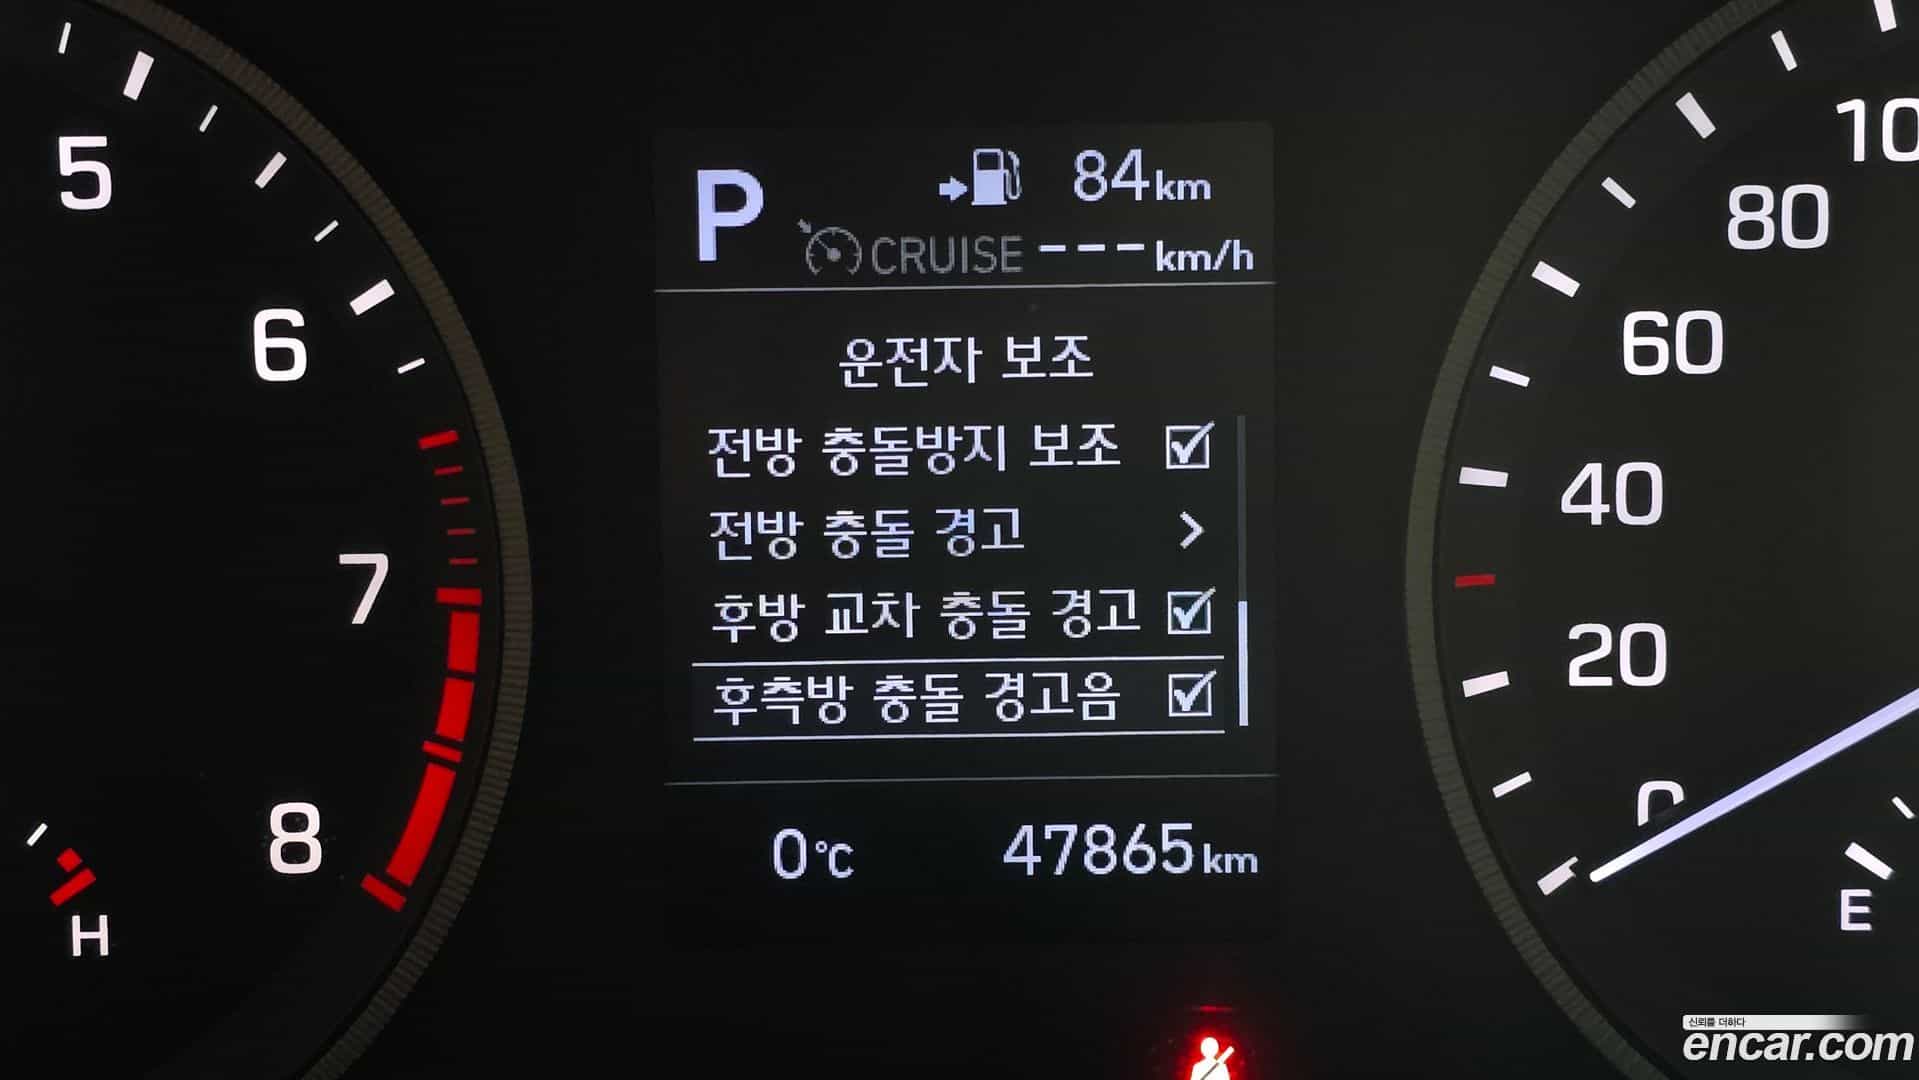 P
84km
CRUISE ---km/h
운전자 보조
전방 충돌방지 보조
전방 충돌 경고 >
후방 교차 충돌 경고
후측방 충돌 경고음
0°C 47865km
5
6
7
8
H
100
80
60
40
20
0
E
신뢰를 더하다
encar.com